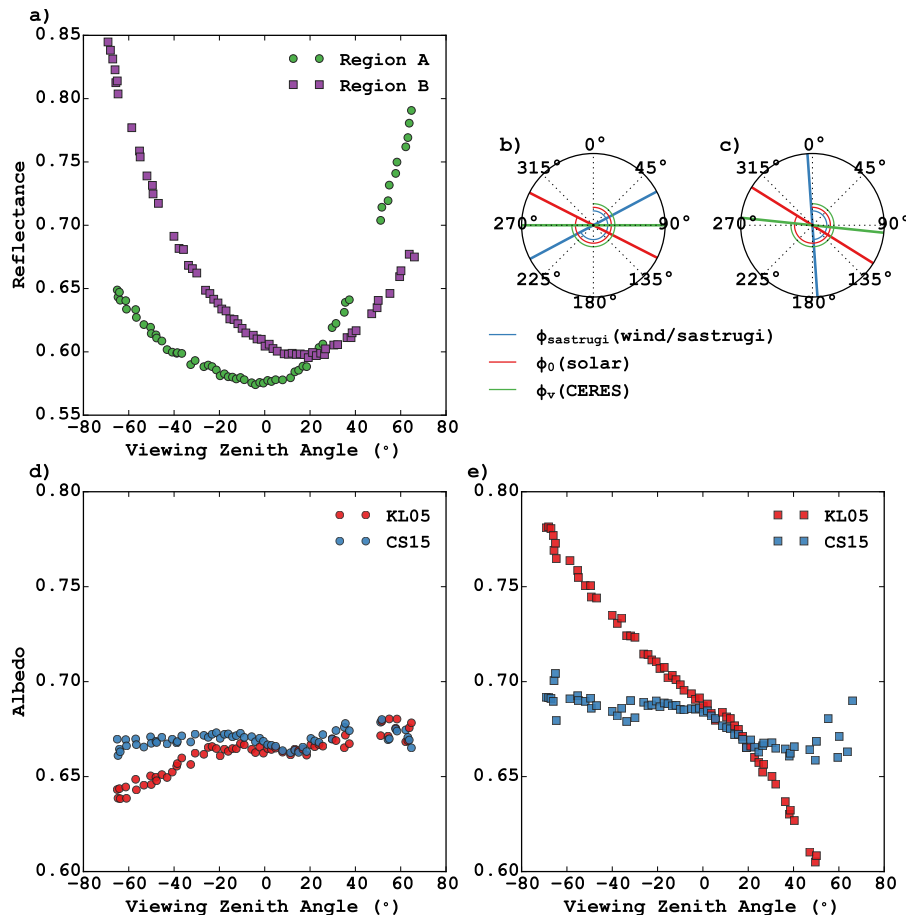 a)
0.85
0.80
0.75
0.70
0.65
0.60
0.55
Reflectance
Region A
Region B
−80 −60 −40 −20 0 20 40 60 80
Viewing Zenith Angle (°)
b)
0°
45°
90°
135°
180°
225°
270°
315°
c)
0°
45°
90°
135°
180°
225°
270°
315°
ϕsastrugi(wind/sastrugi)
ϕ0(solar)
ϕv(CERES)
d)
0.80
0.75
0.70
0.65
0.60
Albedo
KL05
CS15
−80 −60 −40 −20 0 20 40 60 80
Viewing Zenith Angle (°)
e)
0.80
0.75
0.70
0.65
0.60
KL05
CS15
−80 −60 −40 −20 0 20 40 60 80
Viewing Zenith Angle (°)